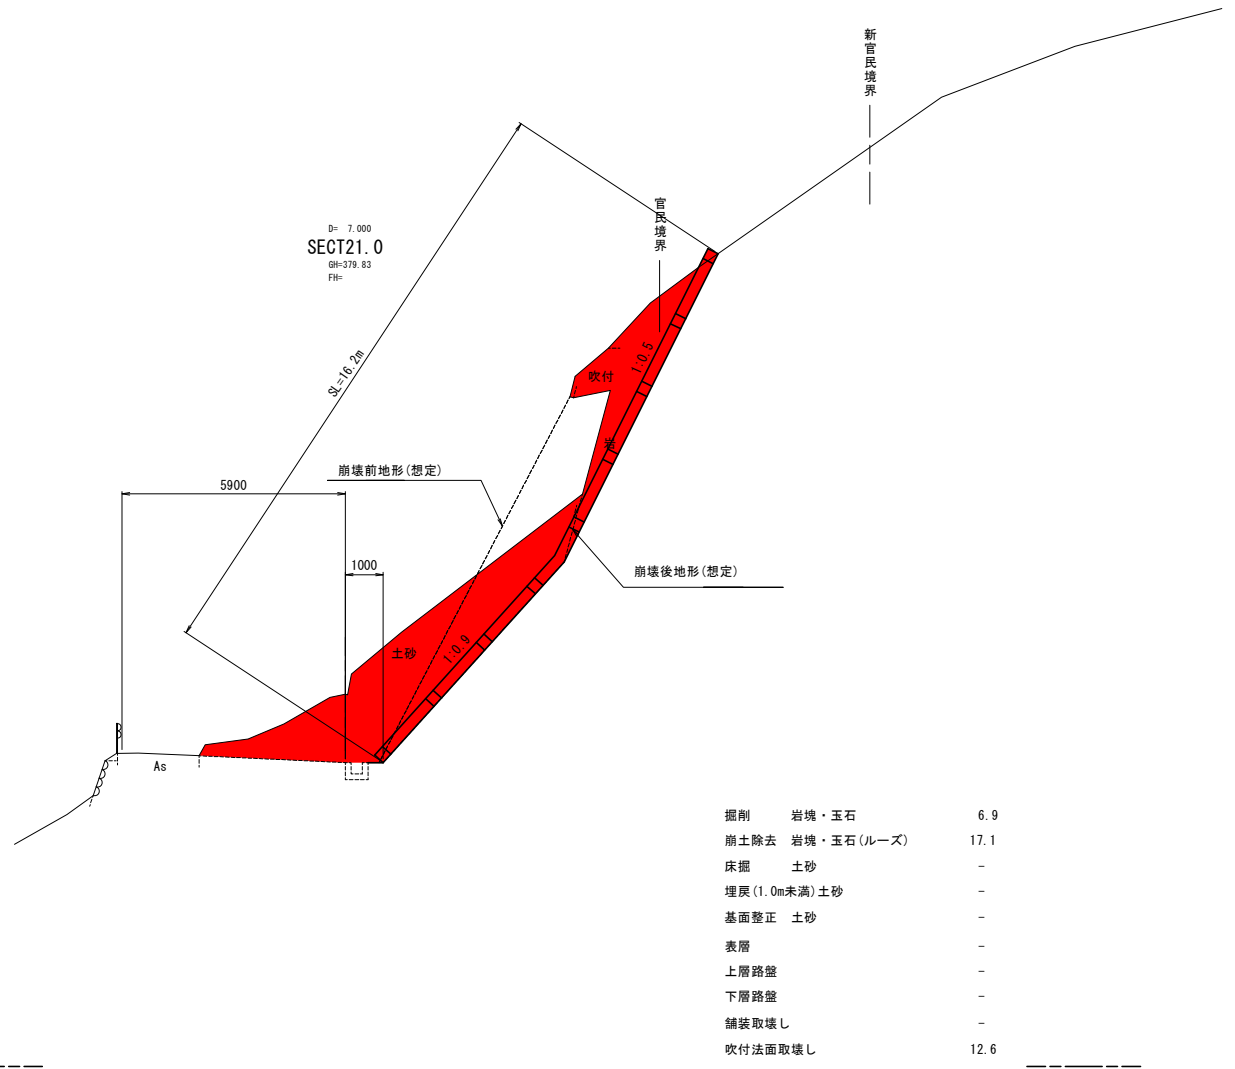 新官民境界
官民境界
D= 7.000
SECT21.0
GH=379.83
FH=
SL=16.2m
1:0.5
吹付
岩
崩壊前地形(想定)
5900
1000
崩壊後地形(想定)
土砂
1:0.9
As
掘削 岩塊・玉石 6.9
崩土除去 岩塊・玉石(ルーズ) 17.1
床掘 土砂 -
埋戻(1.0m未満)土砂 -
基面整正 土砂 -
表層 -
上層路盤 -
下層路盤 -
舗装取壊し -
吹付法面取壊し 12.6